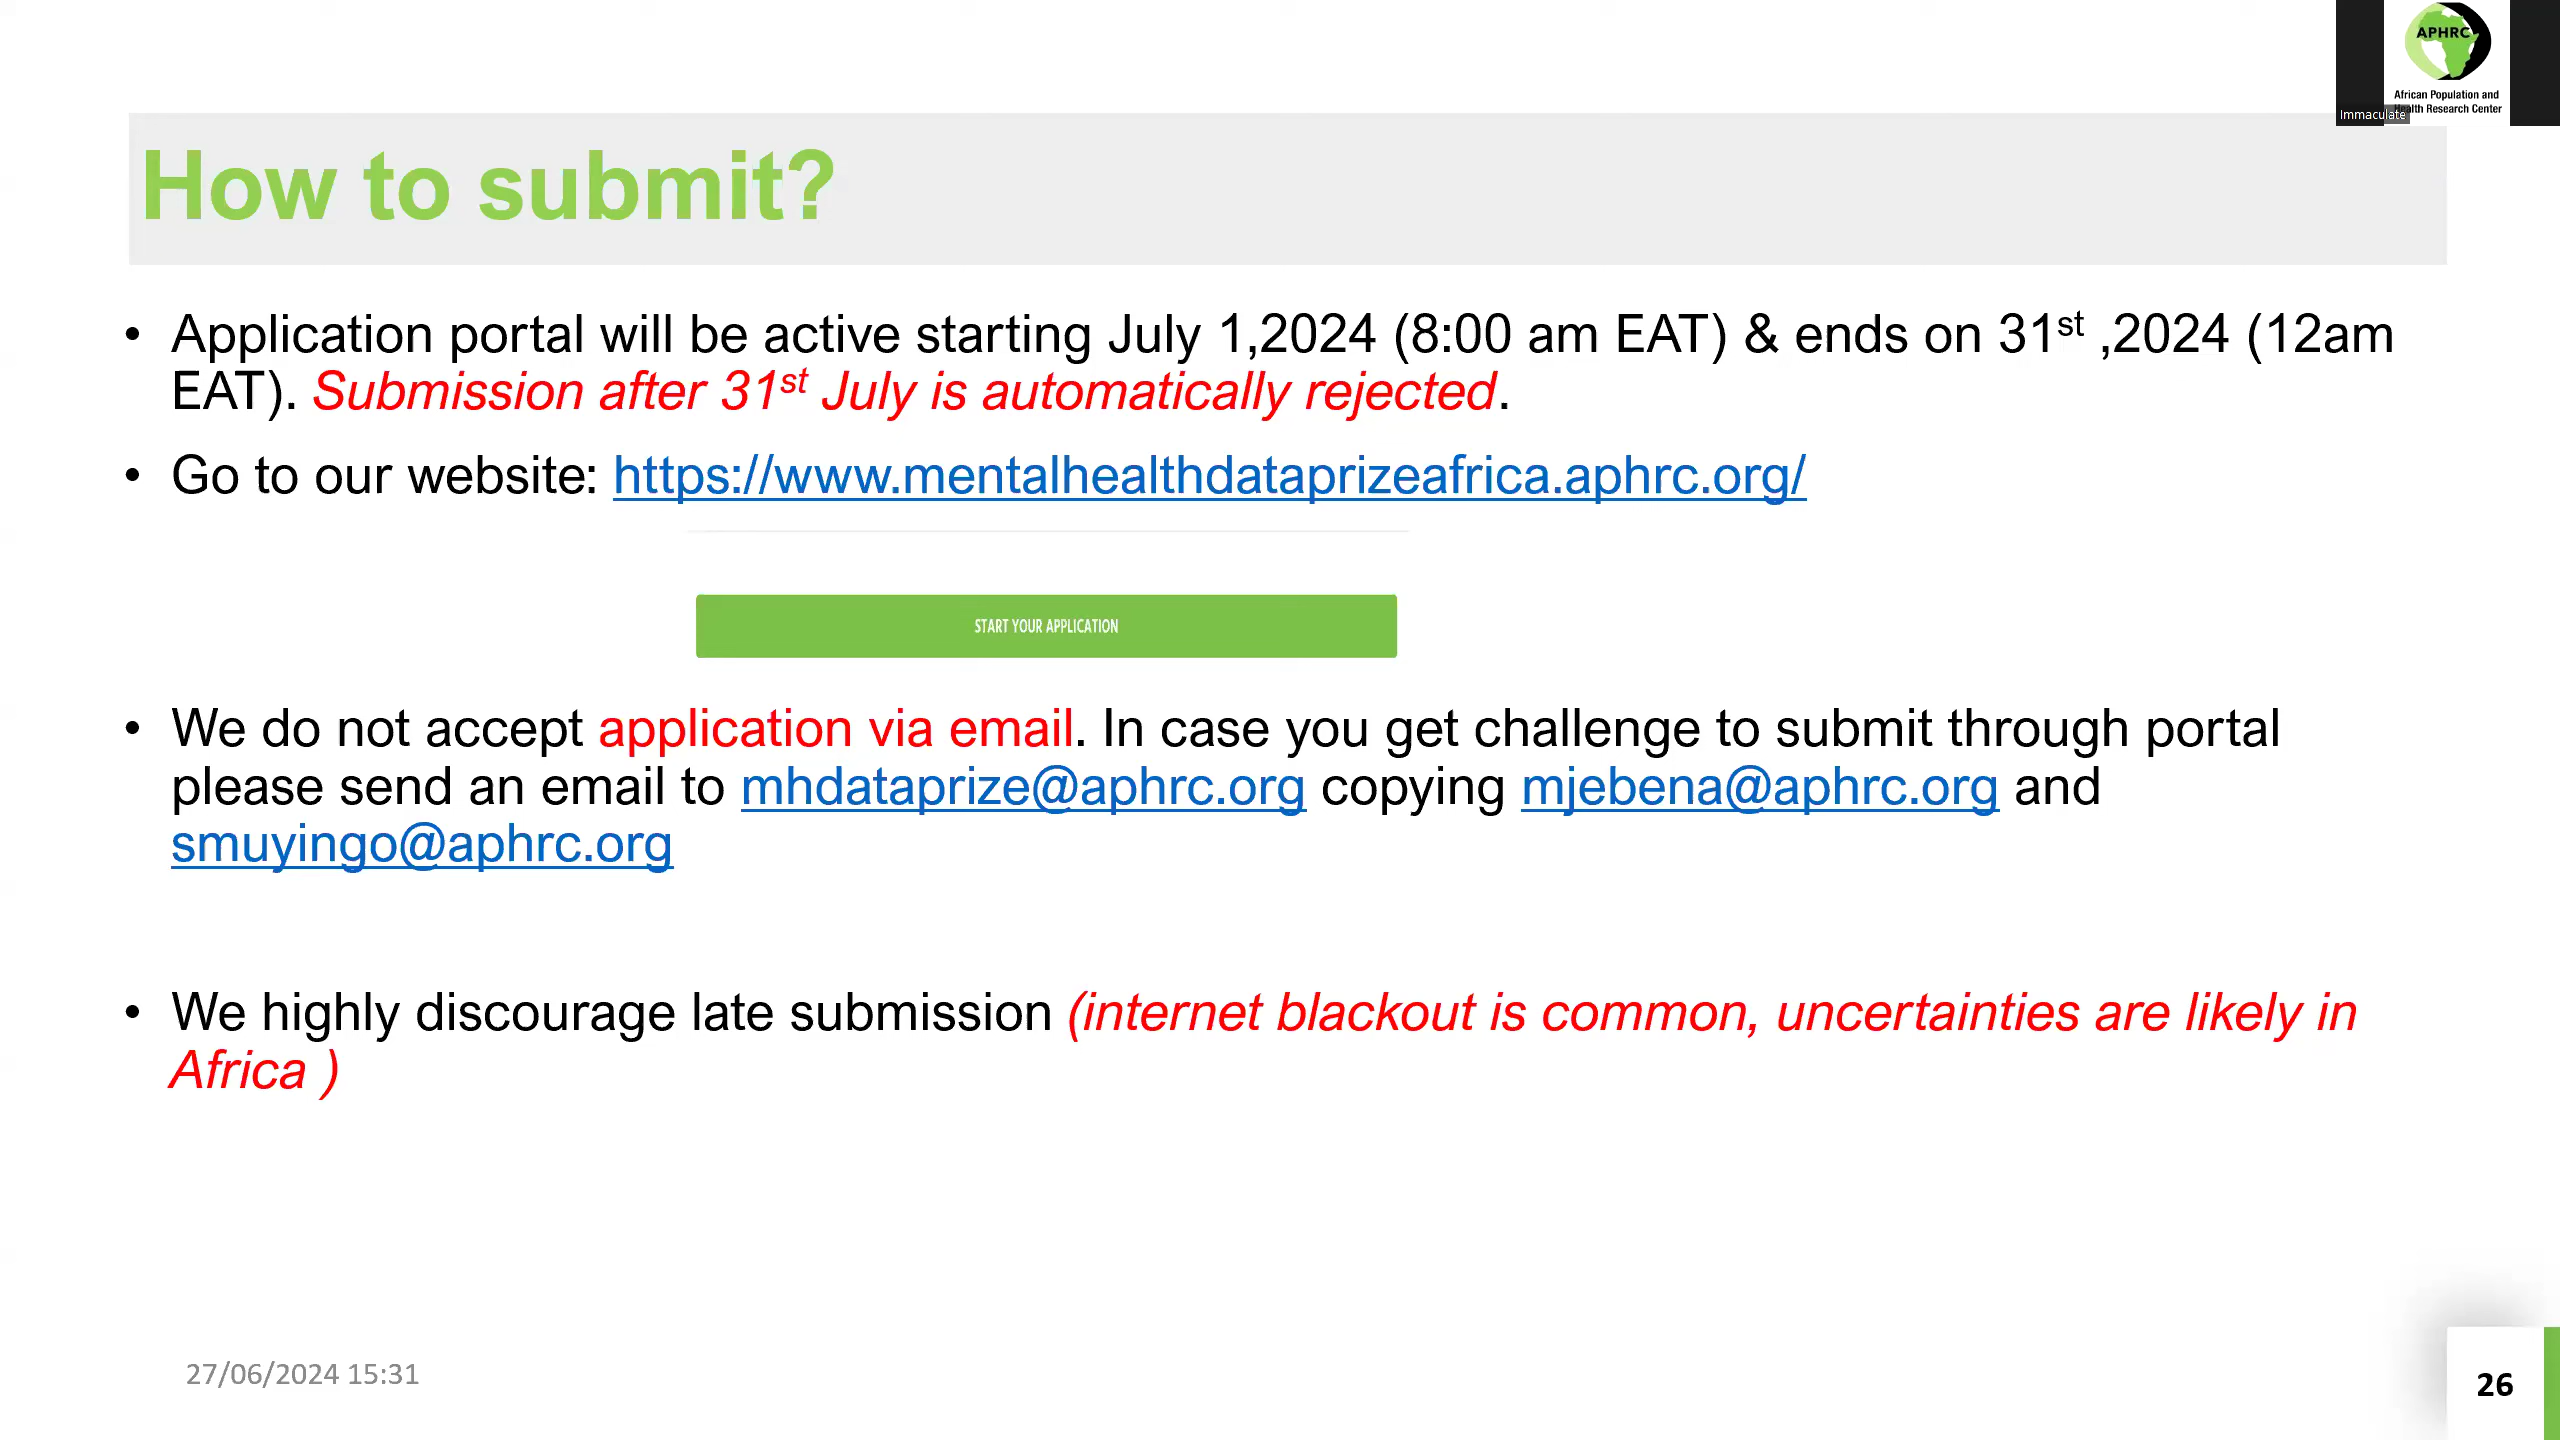 APHRC
African Population and
Health Research Center
Immaculate
How to submit?
• Application portal will be active starting July 1,2024 (8:00 am EAT) & ends on 31st ,2024 (12am
EAT). Submission after 31st July is automatically rejected.
• Go to our website: https://www.mentalhealthdataprizeafrica.aphrc.org/
START YOUR APPLICATION
• We do not accept application via email. In case you get challenge to submit through portal
please send an email to mhdataprize@aphrc.org copying mjebena@aphrc.org and
smuyingo@aphrc.org
• We highly discourage late submission (internet blackout is common, uncertainties are likely in
Africa )
27/06/2024 15:31
26